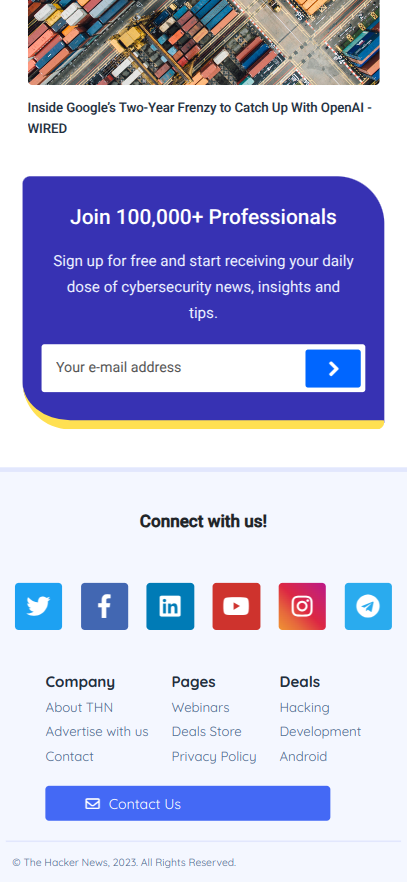 Inside Google's Two-Year Frenzy to Catch Up With OpenAI -
WIRED
Join 100,000+ Professionals
Sign up for free and start receiving your daily
dose of cybersecurity news, insights and
tips.
Your e-mail address
Connect with us!
Company
About THN
Advertise with us
Contact
Pages
Webinars
Deals Store
Privacy Policy
Deals
Hacking
Development
Android
Contact Us
© The Hacker News, 2023. All Rights Reserved.